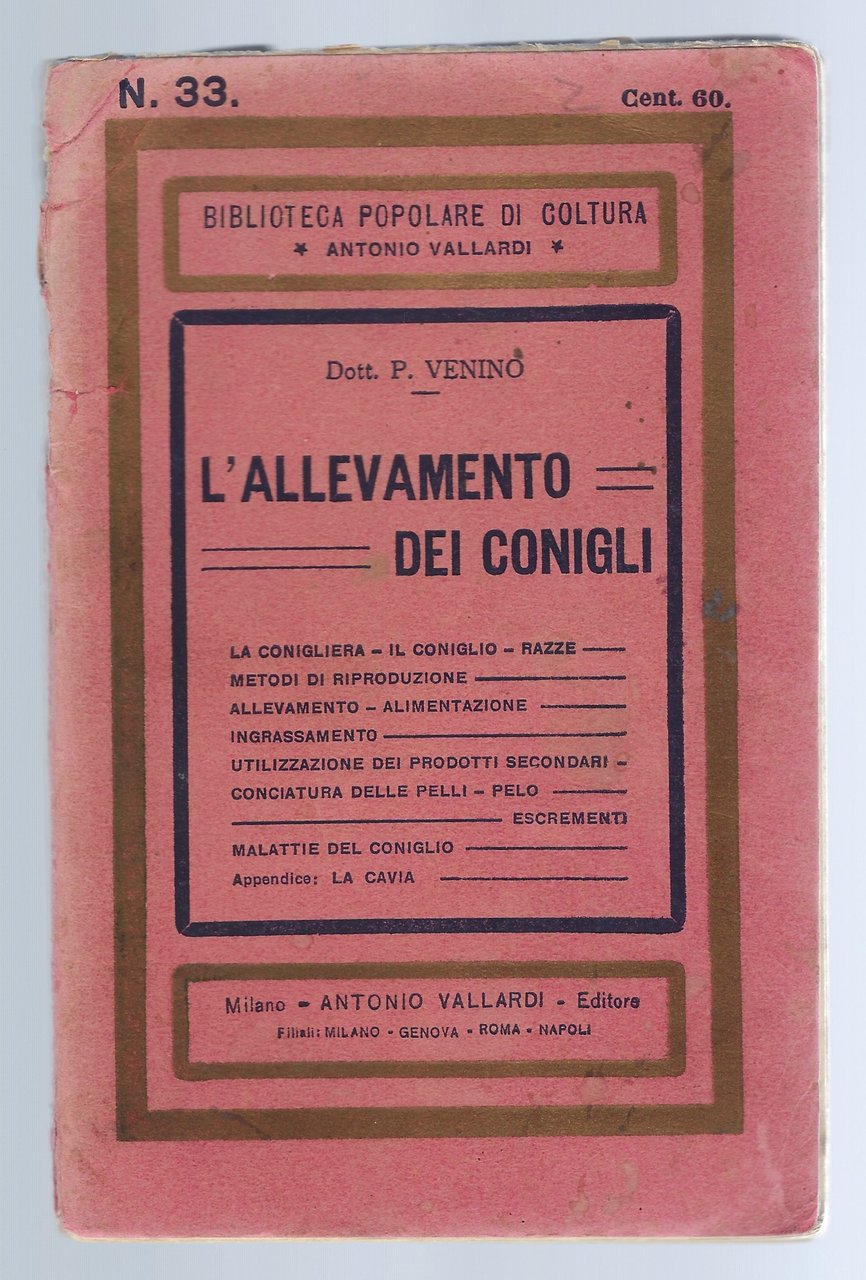 N. 33.
Cent. 60.
BIBLIOTECA POPOLARE DI COLTURA
* ANTONIO VALLARDI *
Dott. P. VENINO
L'ALLEVAMENTO
DEI CONIGLI
LA CONIGLIERA - IL CONIGLIO - RAZZE
METODI DI RIPRODUZIONE
ALLEVAMENTO - ALIMENTAZIONE
INGRASSAMENTO
UTILIZZAZIONE DEI PRODOTTI SECONDARI -
CONCIATURA DELLE PELLI - PELO
ESCREMENTI
MALATTIE DEL CONIGLIO
Appendice: LA CAVIA
Milano - ANTONIO VALLARDI - Editore
Filiali: MILANO - GENOVA - ROMA - NAPOLI